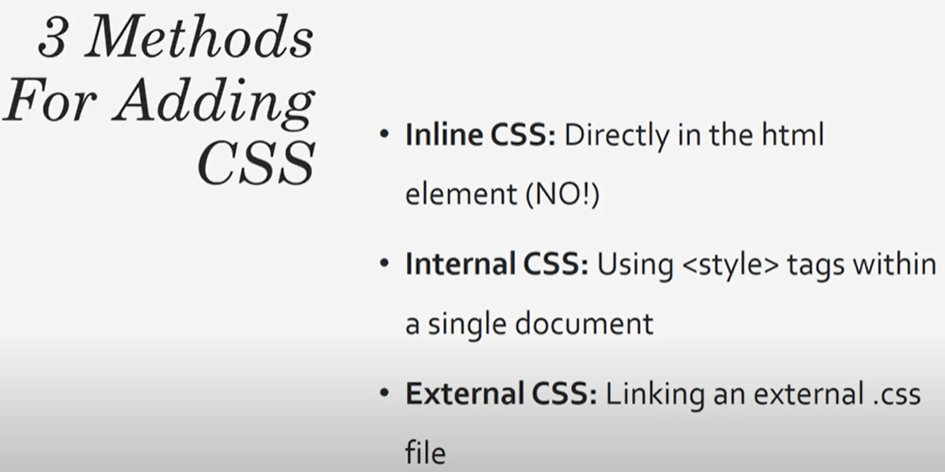 3 Methods
For Adding
CSS
• Inline CSS: Directly in the html
element (NO!)
• Internal CSS: Using <style> tags within
a single document
• External CSS: Linking an external .css
file